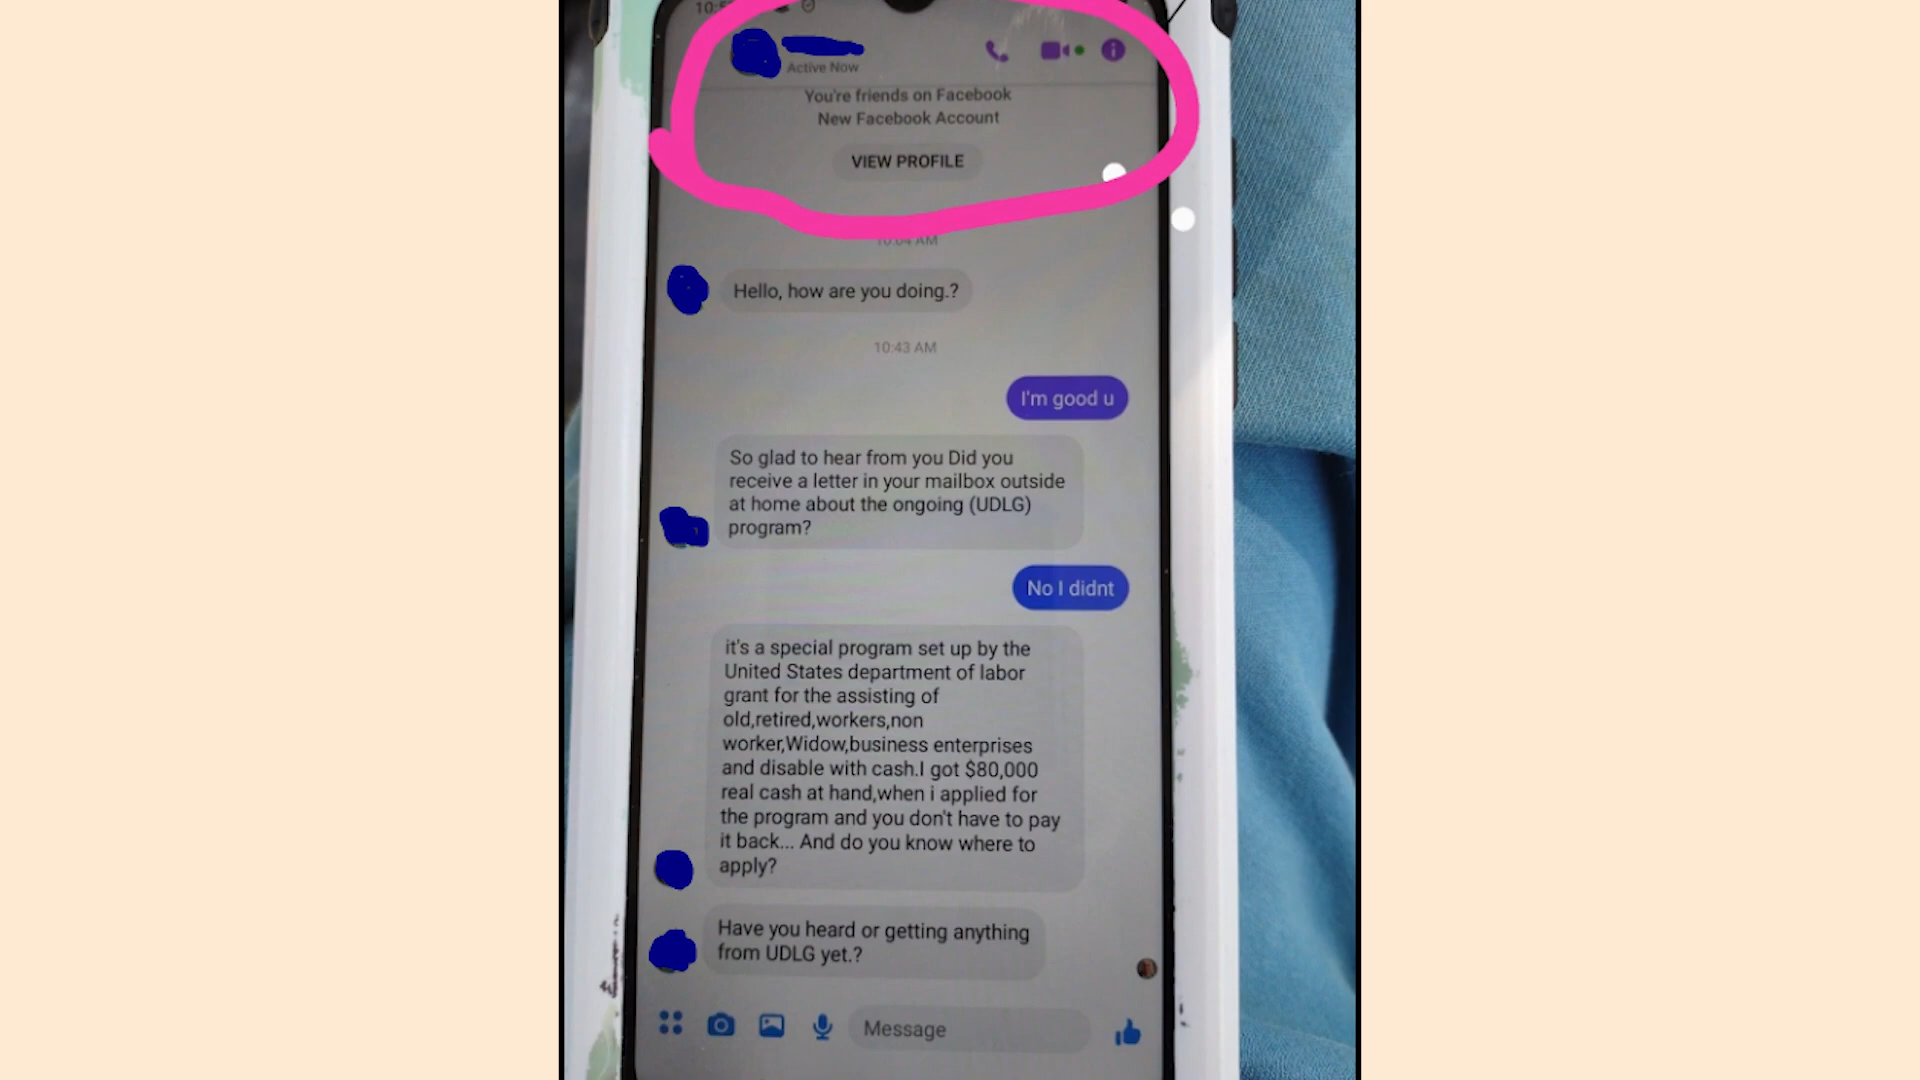 Active Now
You're friends on Facebook
New Facebook Account
VIEW PROFILE
10:04 AM
Hello, how are you doing.?
10:43 AM
I'm good u
So glad to hear from you Did you
receive a letter in your mailbox outside
at home about the ongoing (UDLG)
program?
No I didnt
it's a special program set up by the
United States department of labor
grant for the assisting of
old,retired,workers,non
worker,Widow,business enterprises
and disable with cash.I got $80,000
real cash at hand,when i applied for
the program and you don't have to pay
it back... And do you know where to
apply?
Have you heard or getting anything
from UDLG yet.?
Message